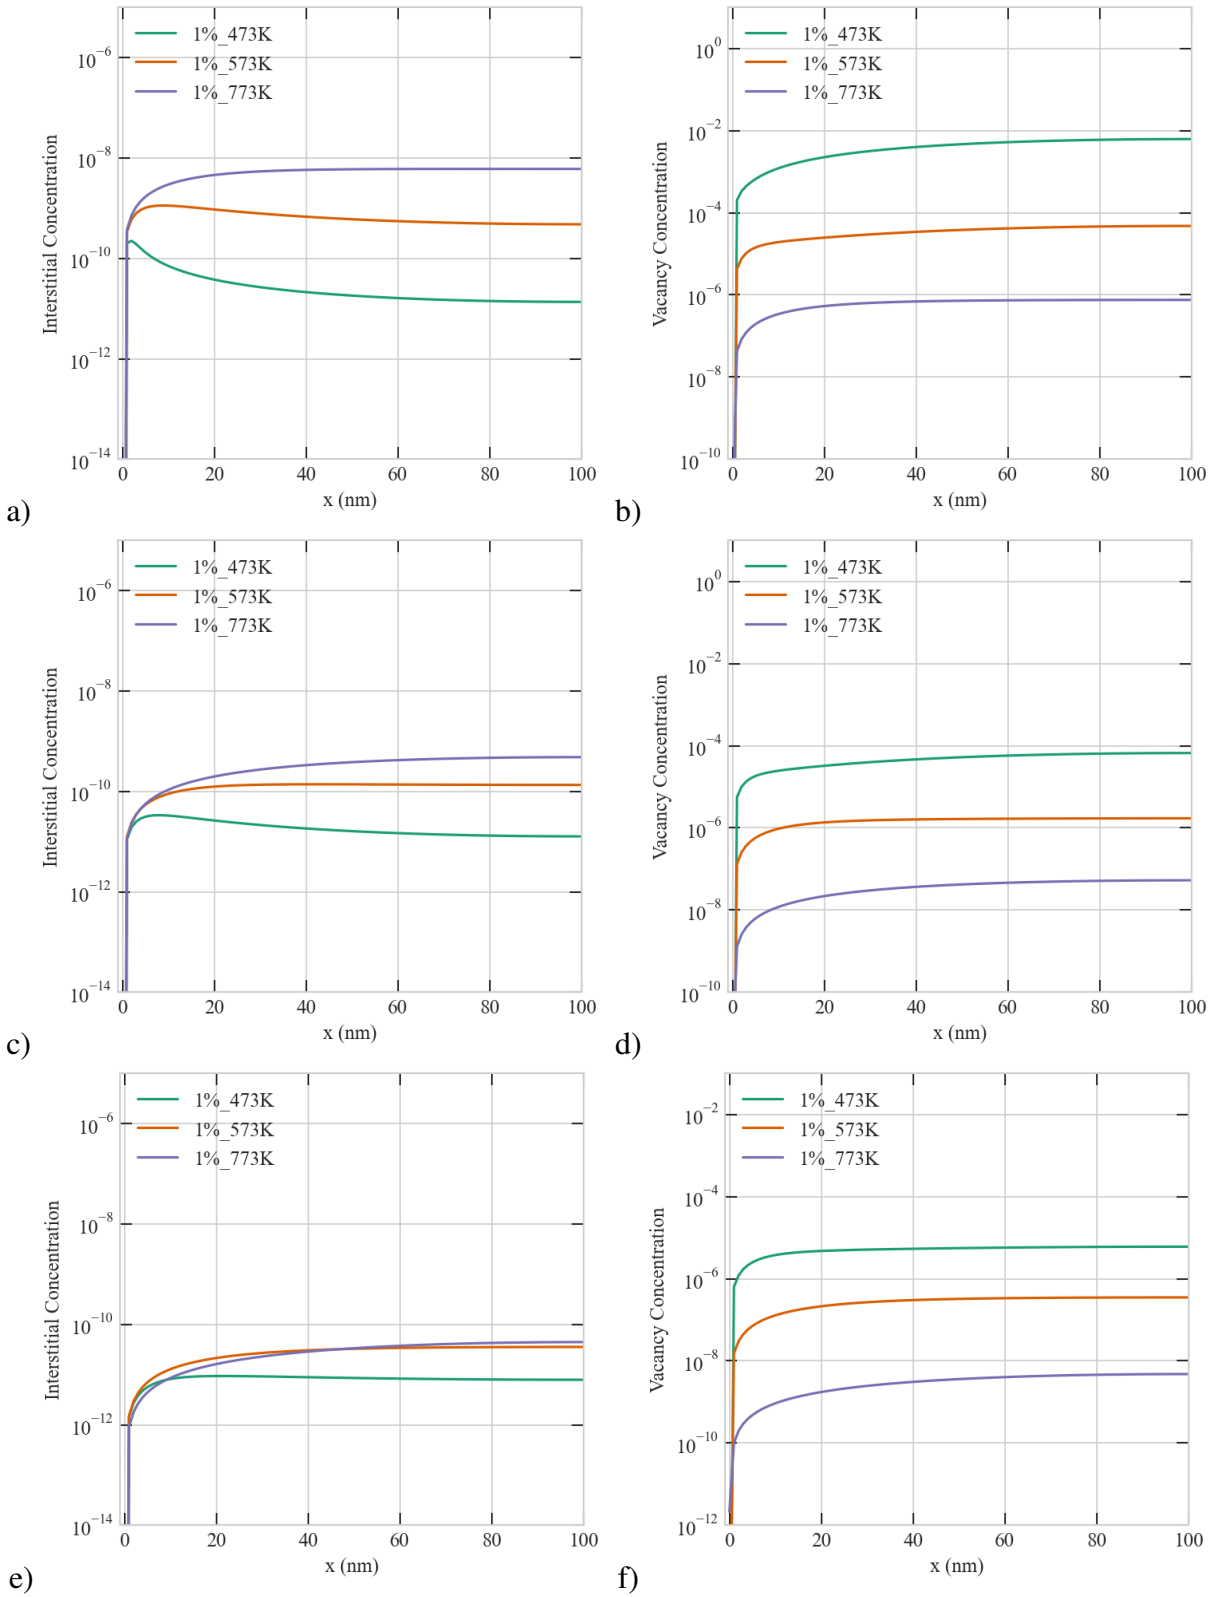 1%_473K
1%_573K
1%_773K
Interstitial Concentration
10⁻⁶
10⁻⁸
10⁻¹⁰
10⁻¹²
10⁻¹⁴
0 20 40 60 80 100
x (nm)
a)
1%_473K
1%_573K
1%_773K
Vacancy Concentration
10⁰
10⁻²
10⁻⁴
10⁻⁶
10⁻⁸
10⁻¹⁰
0 20 40 60 80 100
x (nm)
b)
1%_473K
1%_573K
1%_773K
Interstitial Concentration
10⁻⁶
10⁻⁸
10⁻¹⁰
10⁻¹²
10⁻¹⁴
0 20 40 60 80 100
x (nm)
c)
1%_473K
1%_573K
1%_773K
Vacancy Concentration
10⁰
10⁻²
10⁻⁴
10⁻⁶
10⁻⁸
10⁻¹⁰
0 20 40 60 80 100
x (nm)
d)
1%_473K
1%_573K
1%_773K
Interstitial Concentration
10⁻⁶
10⁻⁸
10⁻¹⁰
10⁻¹²
10⁻¹⁴
0 20 40 60 80 100
x (nm)
e)
1%_473K
1%_573K
1%_773K
Vacancy Concentration
10⁻²
10⁻⁴
10⁻⁶
10⁻⁸
10⁻¹⁰
10⁻¹²
0 20 40 60 80 100
x (nm)
f)